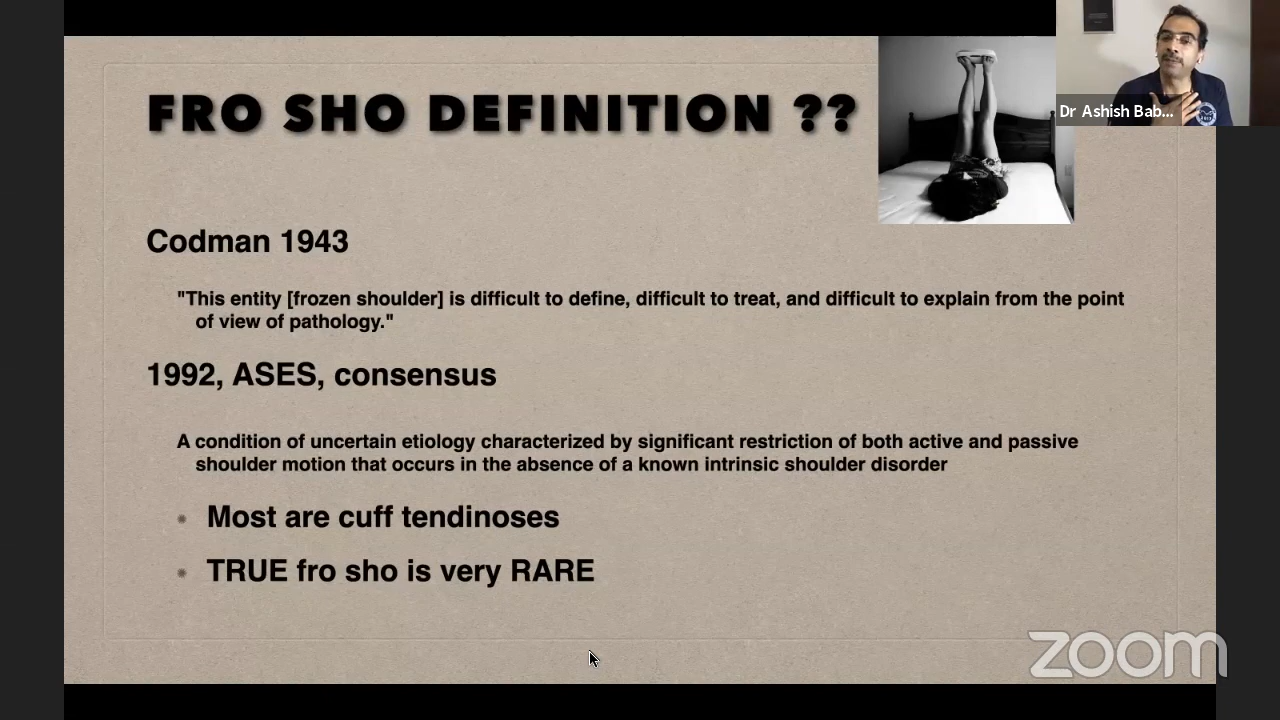 FRO SHO DEFINITION ??
Dr Ashish Bab...
Codman 1943
"This entity [frozen shoulder] is difficult to define, difficult to treat, and difficult to explain from the point
of view of pathology."
1992, ASES, consensus
A condition of uncertain etiology characterized by significant restriction of both active and passive
shoulder motion that occurs in the absence of a known intrinsic shoulder disorder
Most are cuff tendinoses
TRUE fro sho is very RARE
zoom